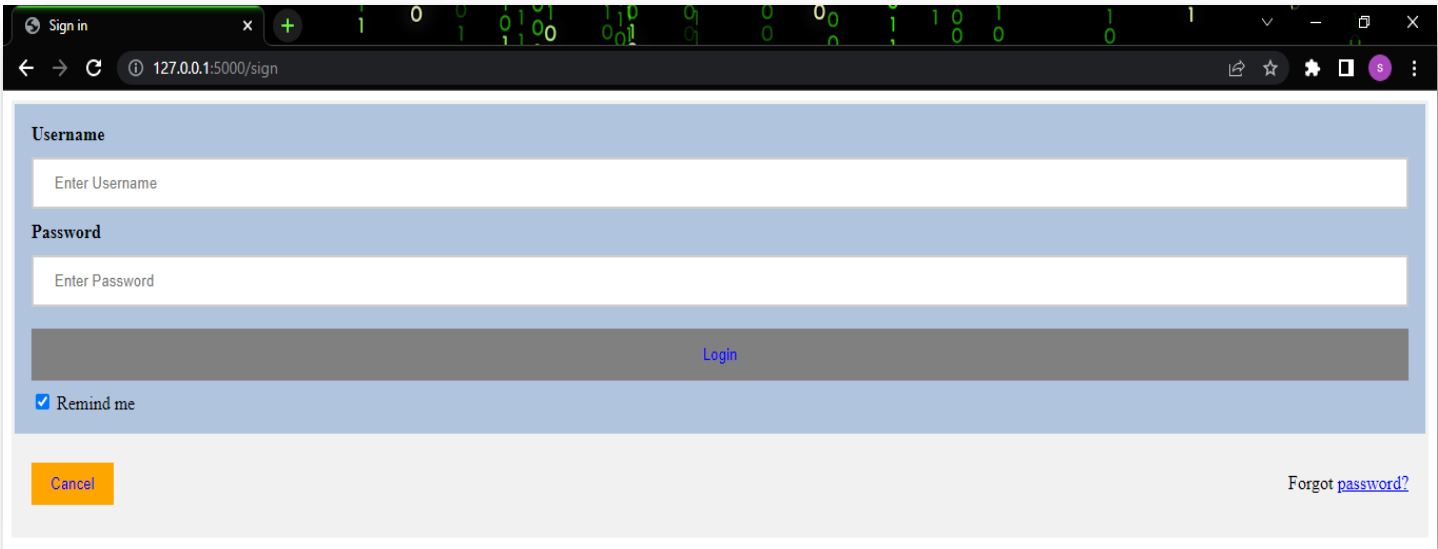 Sign in
127.0.0.1:5000/sign
S
Username
Enter Username
Password
Enter Password
Login
Remind me
Cancel
Forgot password?